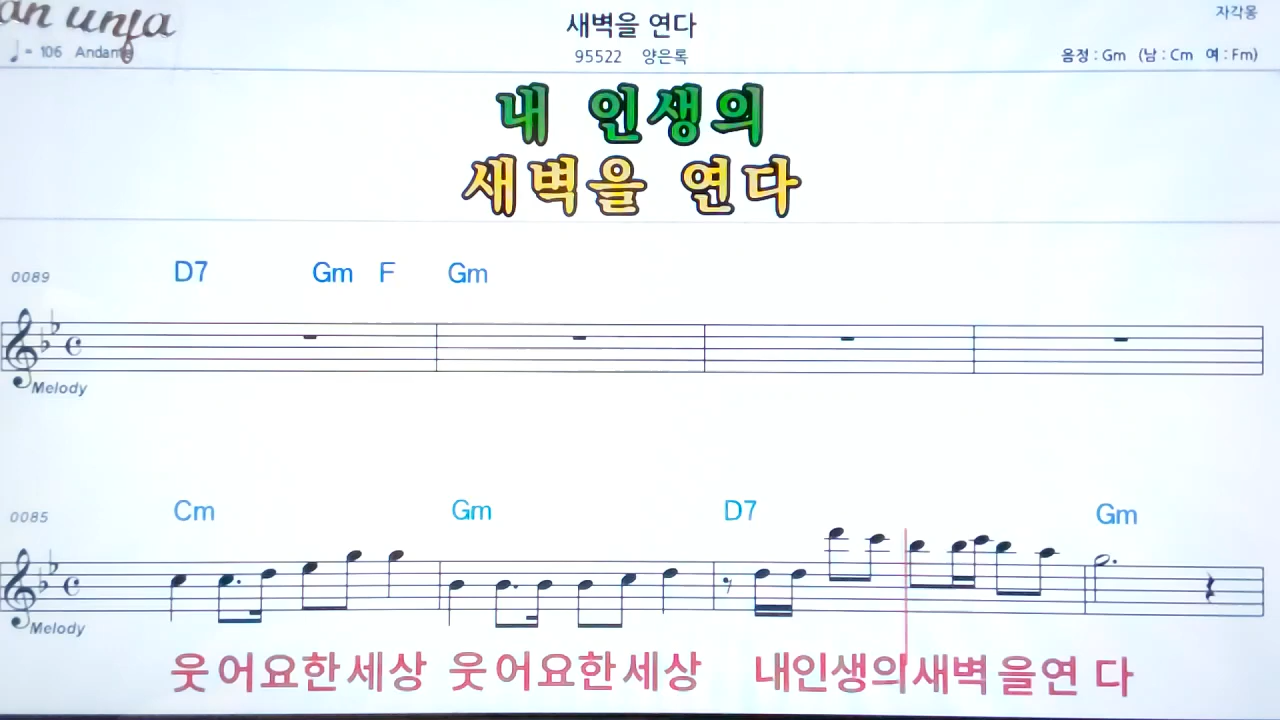 an unja
새벽을 연다
자각몽
♩= 106 Andante
95522 양은록
음정 : Gm (남 : Cm 여 : Fm)
내 인생의
새벽을 연다
0089
D7 Gm F Gm
Melody
0085
Cm Gm D7 Gm
Melody
웃어요한세상 웃어요한세상 내인생의새벽을연다